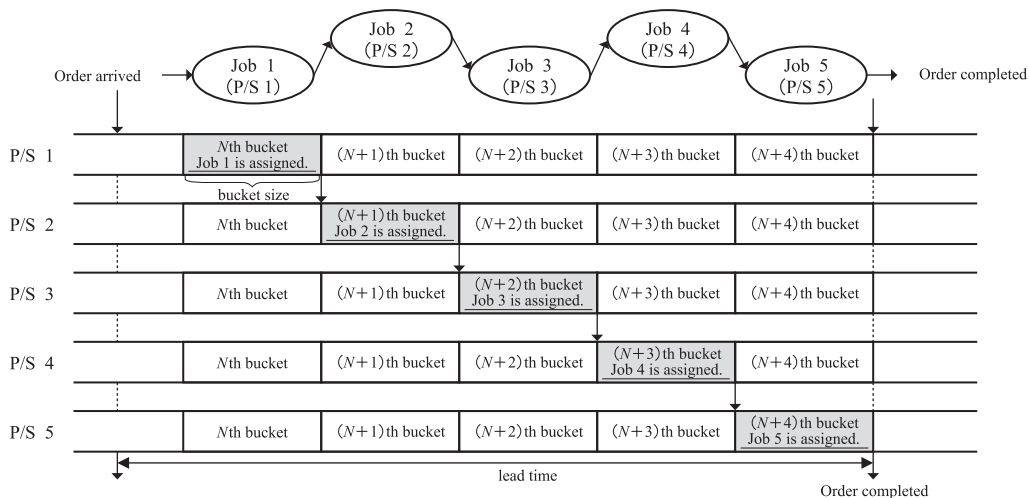 Order arrived
Job 1
(P/S 1)
Job 2
(P/S 2)
Job 3
(P/S 3)
Job 4
(P/S 4)
Job 5
(P/S 5)
Order completed
P/S 1
Nth bucket
Job 1 is assigned.
(N+1)th bucket
(N+2)th bucket
(N+3)th bucket
(N+4)th bucket
bucket size
P/S 2
Nth bucket
(N+1)th bucket
Job 2 is assigned.
(N+2)th bucket
(N+3)th bucket
(N+4)th bucket
P/S 3
Nth bucket
(N+1)th bucket
(N+2)th bucket
Job 3 is assigned.
(N+3)th bucket
(N+4)th bucket
P/S 4
Nth bucket
(N+1)th bucket
(N+2)th bucket
(N+3)th bucket
Job 4 is assigned.
(N+4)th bucket
P/S 5
Nth bucket
(N+1)th bucket
(N+2)th bucket
(N+3)th bucket
(N+4)th bucket
Job 5 is assigned.
lead time
Order completed